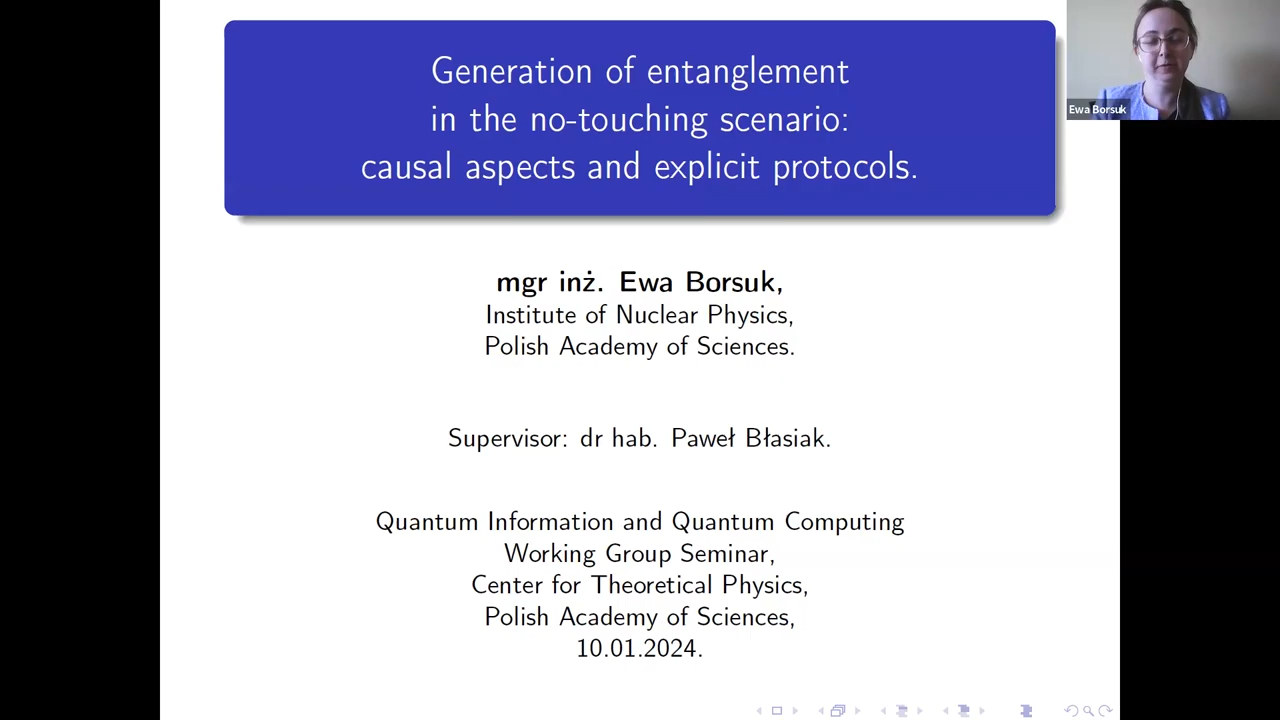 Generation of entanglement
in the no-touching scenario:
causal aspects and explicit protocols.
Ewa Borsuk
mgr inż. Ewa Borsuk,
Institute of Nuclear Physics,
Polish Academy of Sciences.
Supervisor: dr hab. Paweł Błasiak.
Quantum Information and Quantum Computing
Working Group Seminar,
Center for Theoretical Physics,
Polish Academy of Sciences,
10.01.2024.